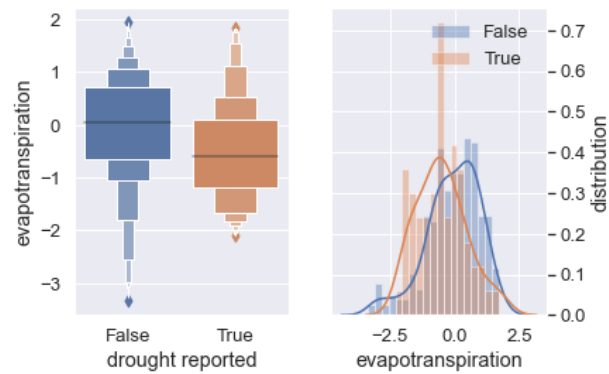 evapotranspiration
2
1
0
−1
−2
−3
False
True
drought reported
False
True
0.7
0.6
0.5
0.4
0.3
0.2
0.1
0.0
distribution
−2.5
0.0
2.5
evapotranspiration